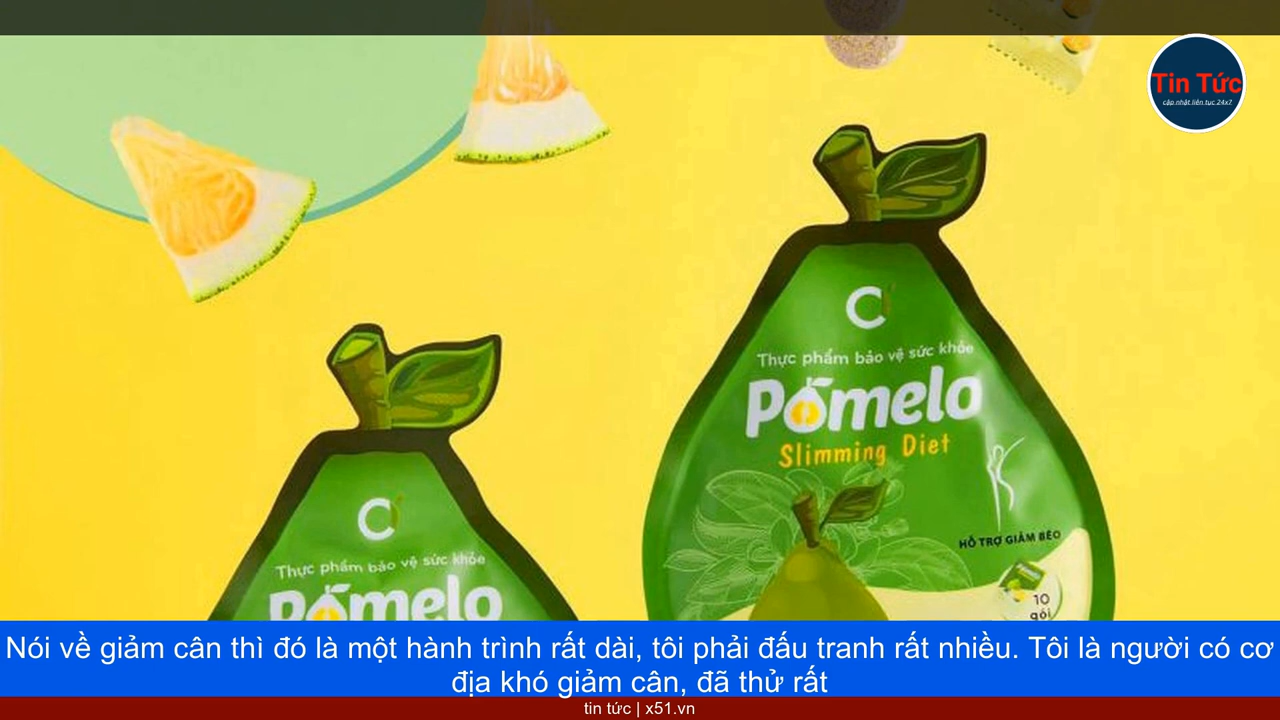 Tin Tức
cập nhật liên tục 24x7
C
Thực phẩm bảo vệ sức khỏe
Pomelo
Slimming Diet
HỖ TRỢ GIẢM BÉO
10
gói
C
Thực phẩm bảo vệ sức khỏe
Pomelo
Nói về giảm cân thì đó là một hành trình rất dài, tôi phải đấu tranh rất nhiều. Tôi là người có cơ
địa khó giảm cân, đã thử rất
tin tức | x51.vn